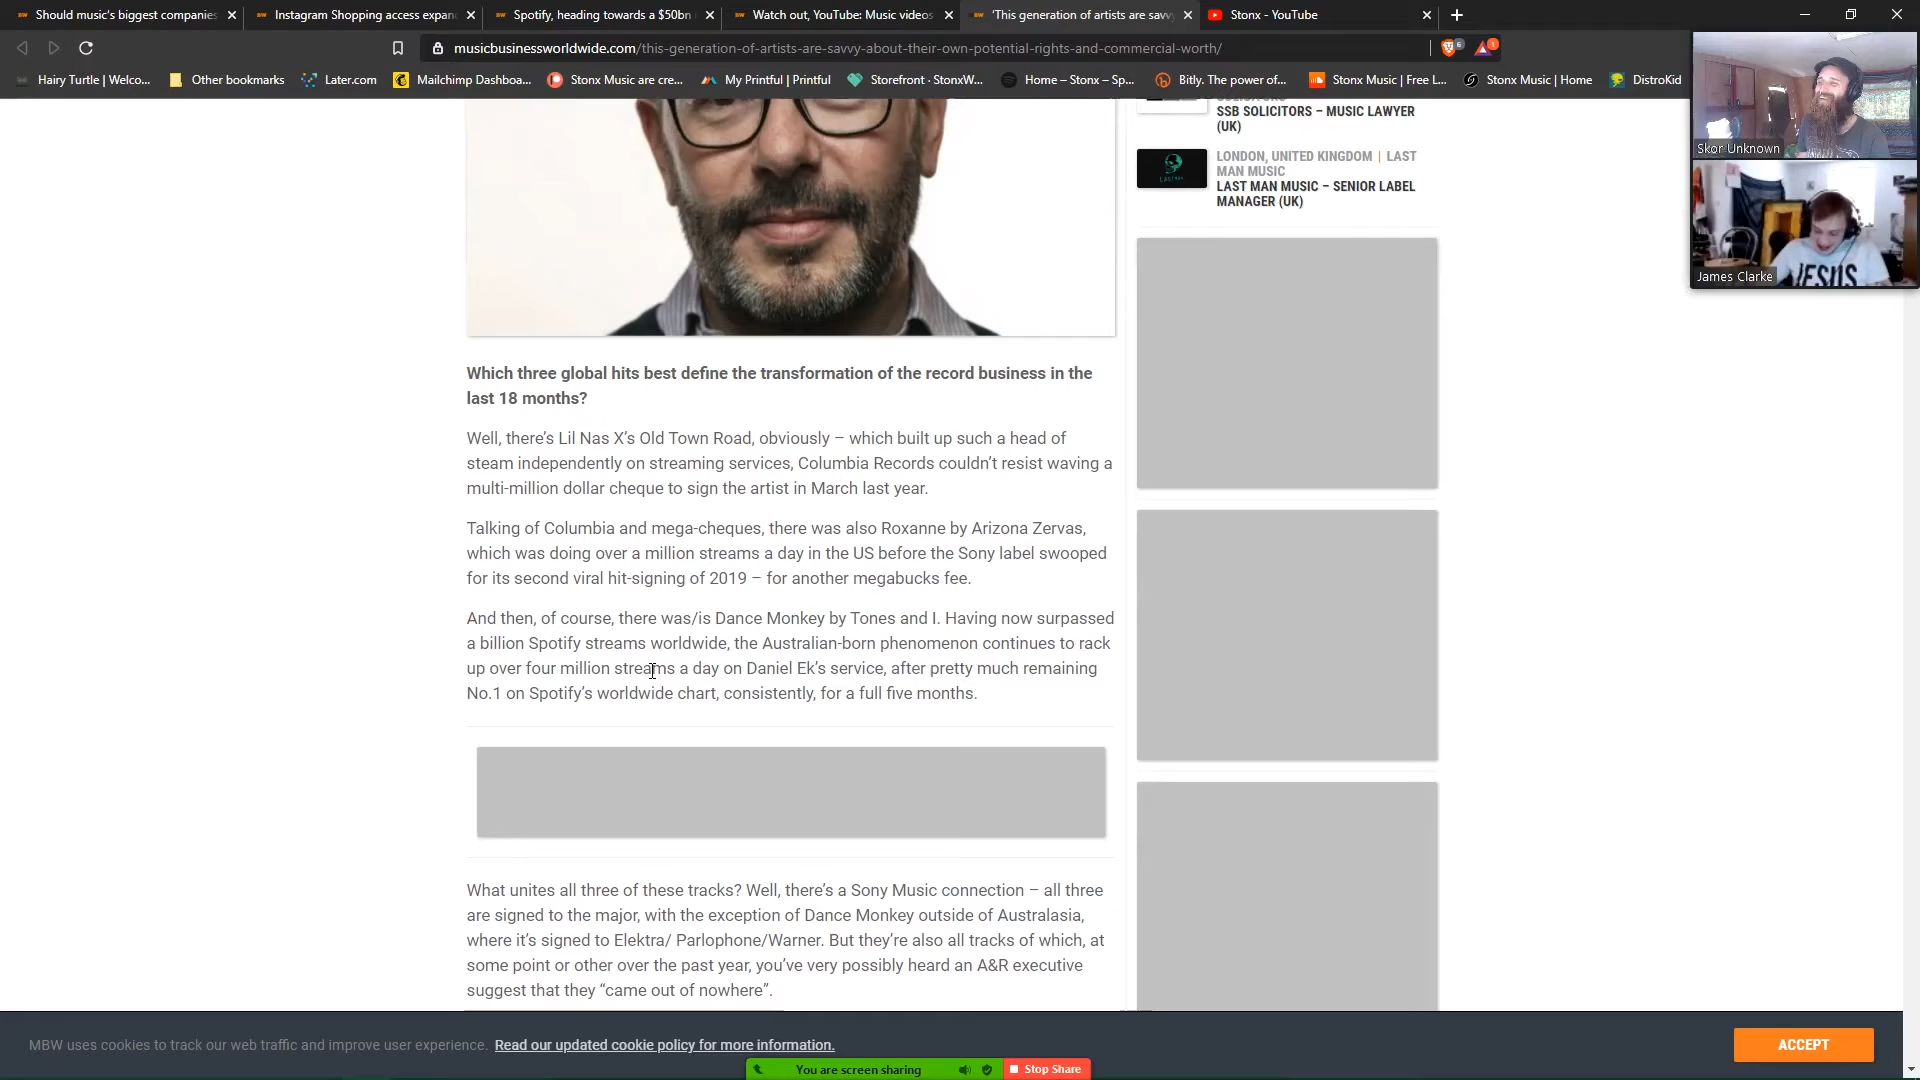 Should music's biggest companies
Instagram Shopping access expan
Spotify, heading towards a $50bn
Watch out, YouTube: Music videos
'This generation of artists are savvy
Stonx - YouTube
musicbusinessworldwide.com/this-generation-of-artists-are-savvy-about-their-own-potential-rights-and-commercial-worth/
6
1
Hairy Turtle | Welco...
Other bookmarks
Later.com
Mailchimp Dashboa...
Stonx Music are cre...
My Printful | Printful
Storefront · StonxW...
Home – Stonx – Sp...
Bitly. The power of...
Stonx Music | Free L...
Stonx Music | Home
DistroKid
SSB SOLICITORS – MUSIC LAWYER
(UK)
LONDON, UNITED KINGDOM | LAST
MAN MUSIC
LAST MAN MUSIC – SENIOR LABEL
MANAGER (UK)
Skor Unknown
JESUS
James Clarke
Which three global hits best define the transformation of the record business in the
last 18 months?
Well, there's Lil Nas X's Old Town Road, obviously – which built up such a head of
steam independently on streaming services, Columbia Records couldn't resist waving a
multi-million dollar cheque to sign the artist in March last year.
Talking of Columbia and mega-cheques, there was also Roxanne by Arizona Zervas,
which was doing over a million streams a day in the US before the Sony label swooped
for its second viral hit-signing of 2019 – for another megabucks fee.
And then, of course, there was/is Dance Monkey by Tones and I. Having now surpassed
a billion Spotify streams worldwide, the Australian-born phenomenon continues to rack
up over four million streams a day on Daniel Ek's service, after pretty much remaining
No.1 on Spotify's worldwide chart, consistently, for a full five months.
What unites all three of these tracks? Well, there's a Sony Music connection – all three
are signed to the major, with the exception of Dance Monkey outside of Australasia,
where it's signed to Elektra/ Parlophone/Warner. But they're also all tracks of which, at
some point or other over the past year, you've very possibly heard an A&R executive
suggest that they “came out of nowhere”.
MBW uses cookies to track our web traffic and improve user experience. Read our updated cookie policy for more information.
ACCEPT
You are screen sharing
Stop Share